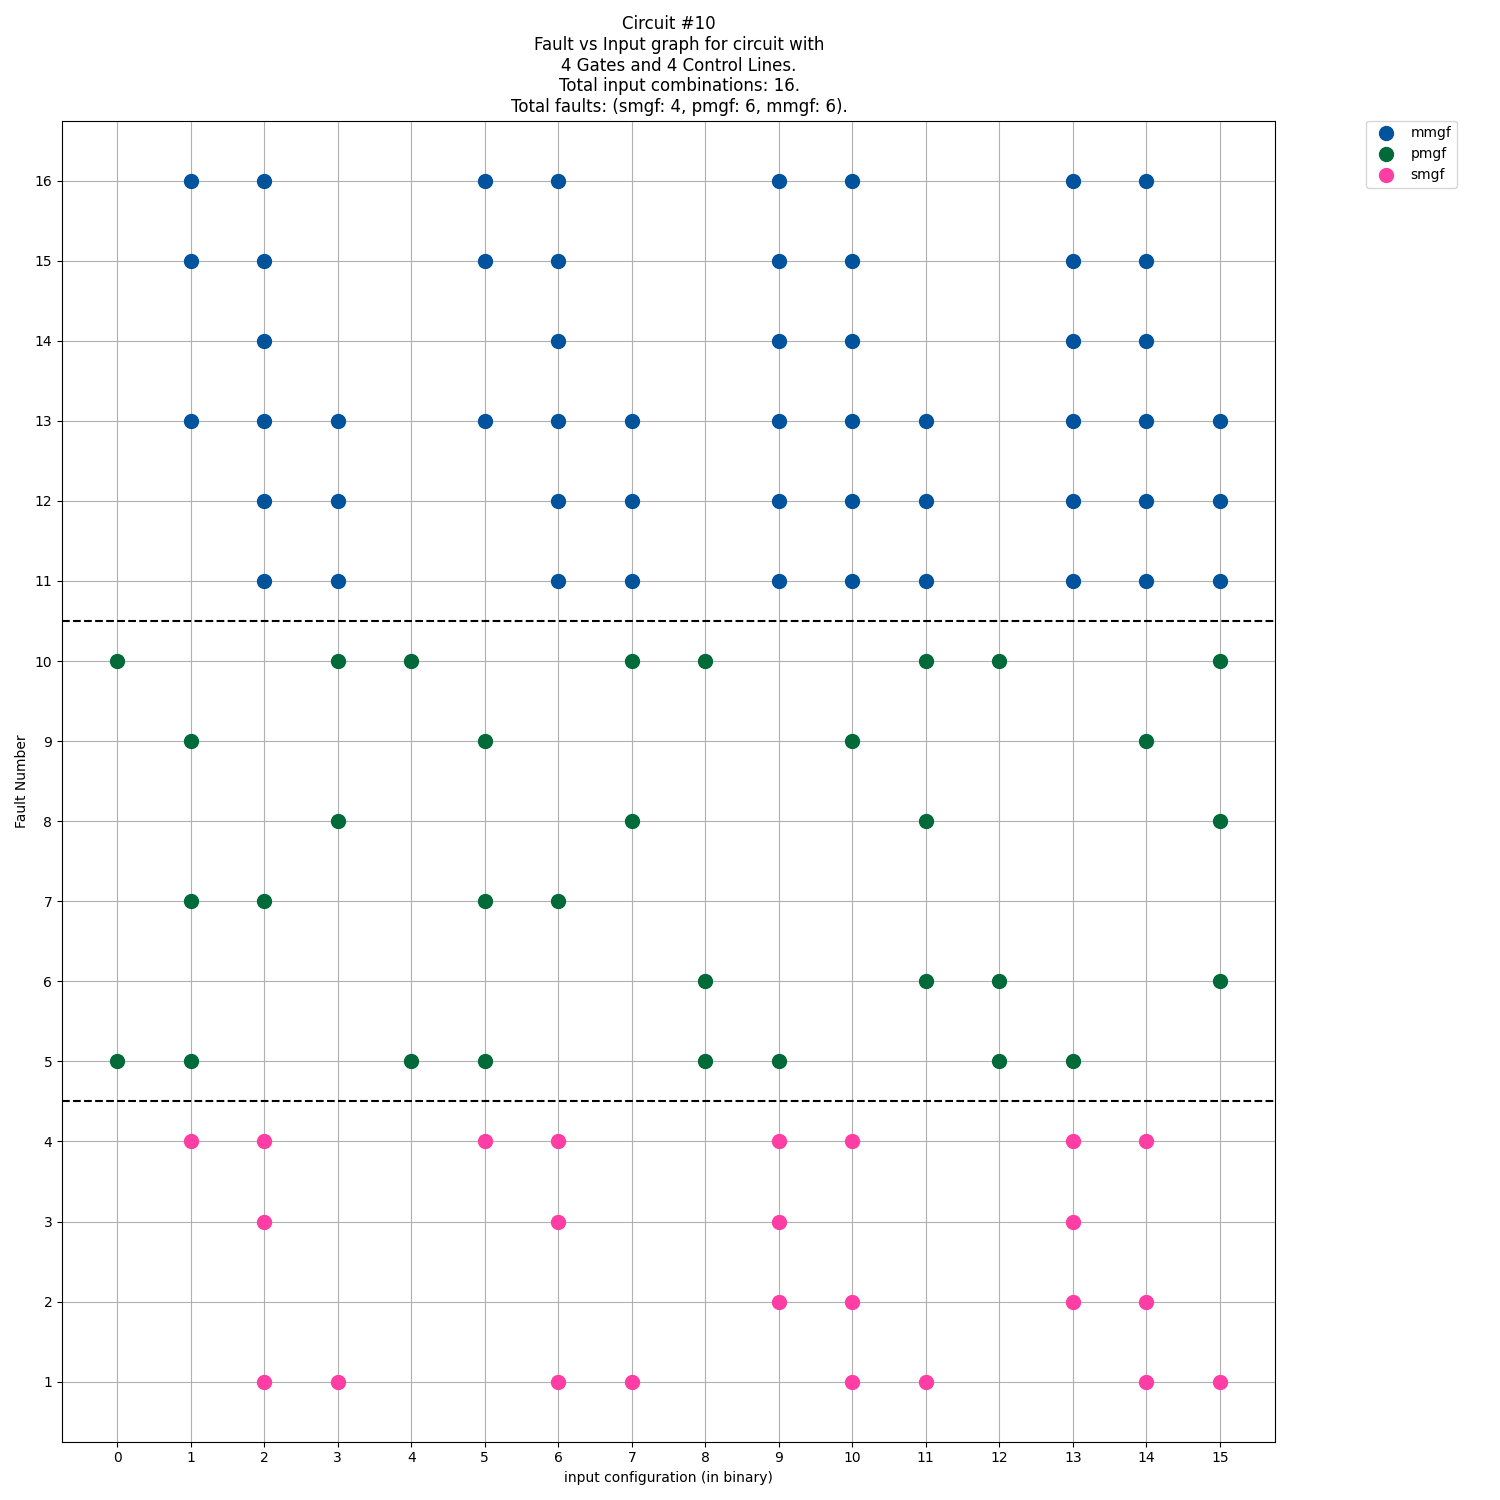 Circuit #10
Fault vs Input graph for circuit with
4 Gates and 4 Control Lines.
Total input combinations: 16.
Total faults: (smgf: 4, pmgf: 6, mmgf: 6).
mmgf
pmgf
smgf
16
15
14
13
12
11
10
9
8
7
6
5
4
3
2
1
Fault Number
0 1 2 3 4 5 6 7 8 9 10 11 12 13 14 15
input configuration (in binary)